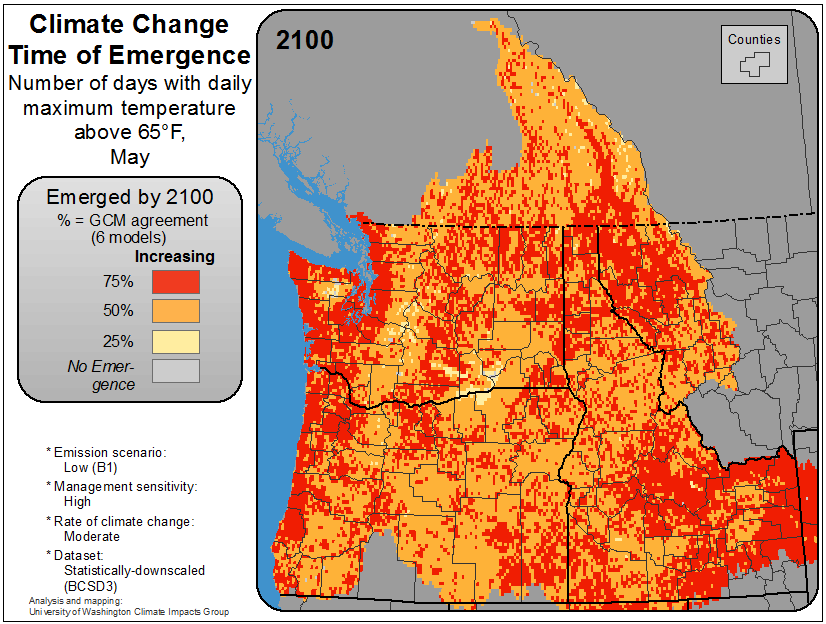 Climate Change
Time of Emergence
Number of days with daily
maximum temperature
above 65°F,
May
Emerged by 2100
% = GCM agreement
(6 models)
Increasing
75%
50%
25%
No Emer-
gence
* Emission scenario:
Low (B1)
* Management sensitivity:
High
* Rate of climate change:
Moderate
* Dataset:
Statistically-downscaled
(BCSD3)
Analysis and mapping:
University of Washington Climate Impacts Group
2100
Counties